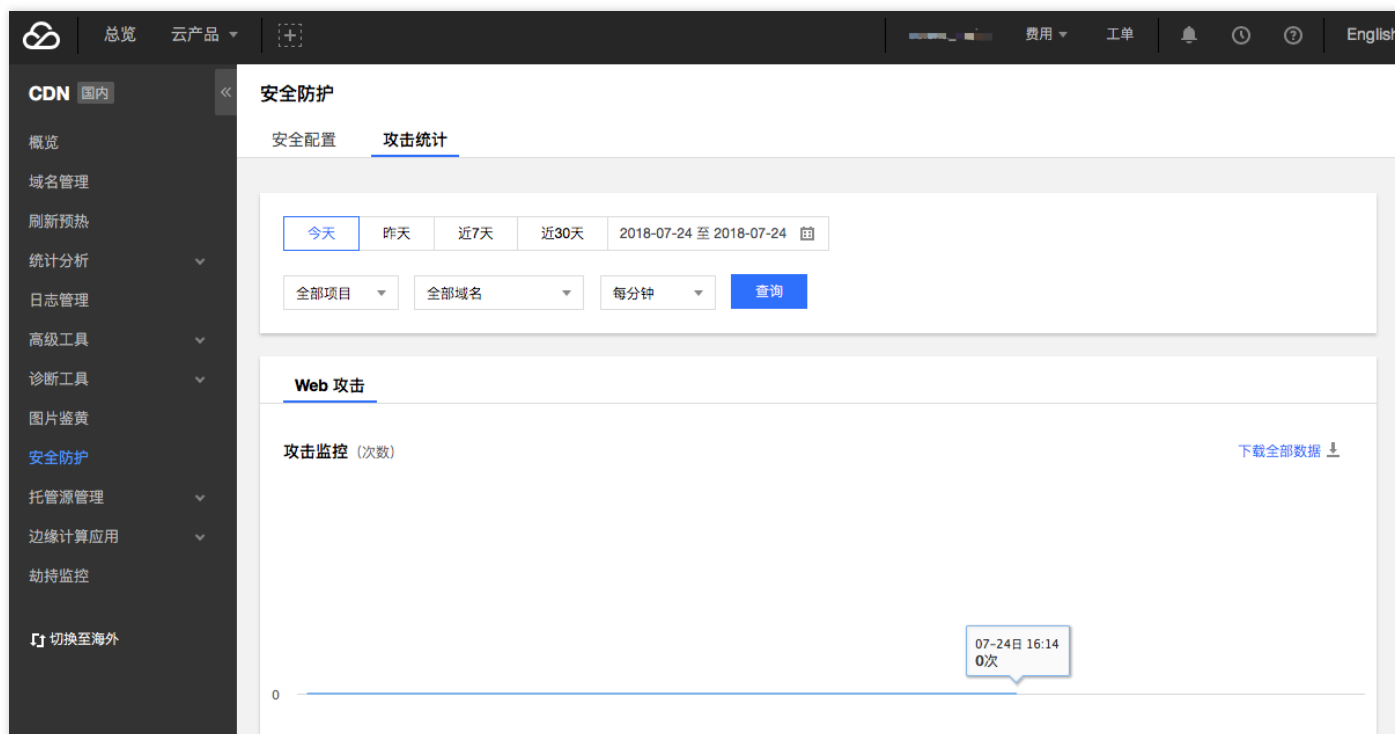 总览 云产品 费用 工单 English
CDN 国内
概览
域名管理
刷新预热
统计分析
日志管理
高级工具
诊断工具
图片鉴黄
安全防护
托管源管理
边缘计算应用
劫持监控
切换至海外
安全防护
安全配置 攻击统计
今天 昨天 近7天 近30天 2018-07-24 至 2018-07-24
全部项目 全部域名 每分钟 查询
Web 攻击
攻击监控 (次数) 下载全部数据
07-24日 16:14
0次
0